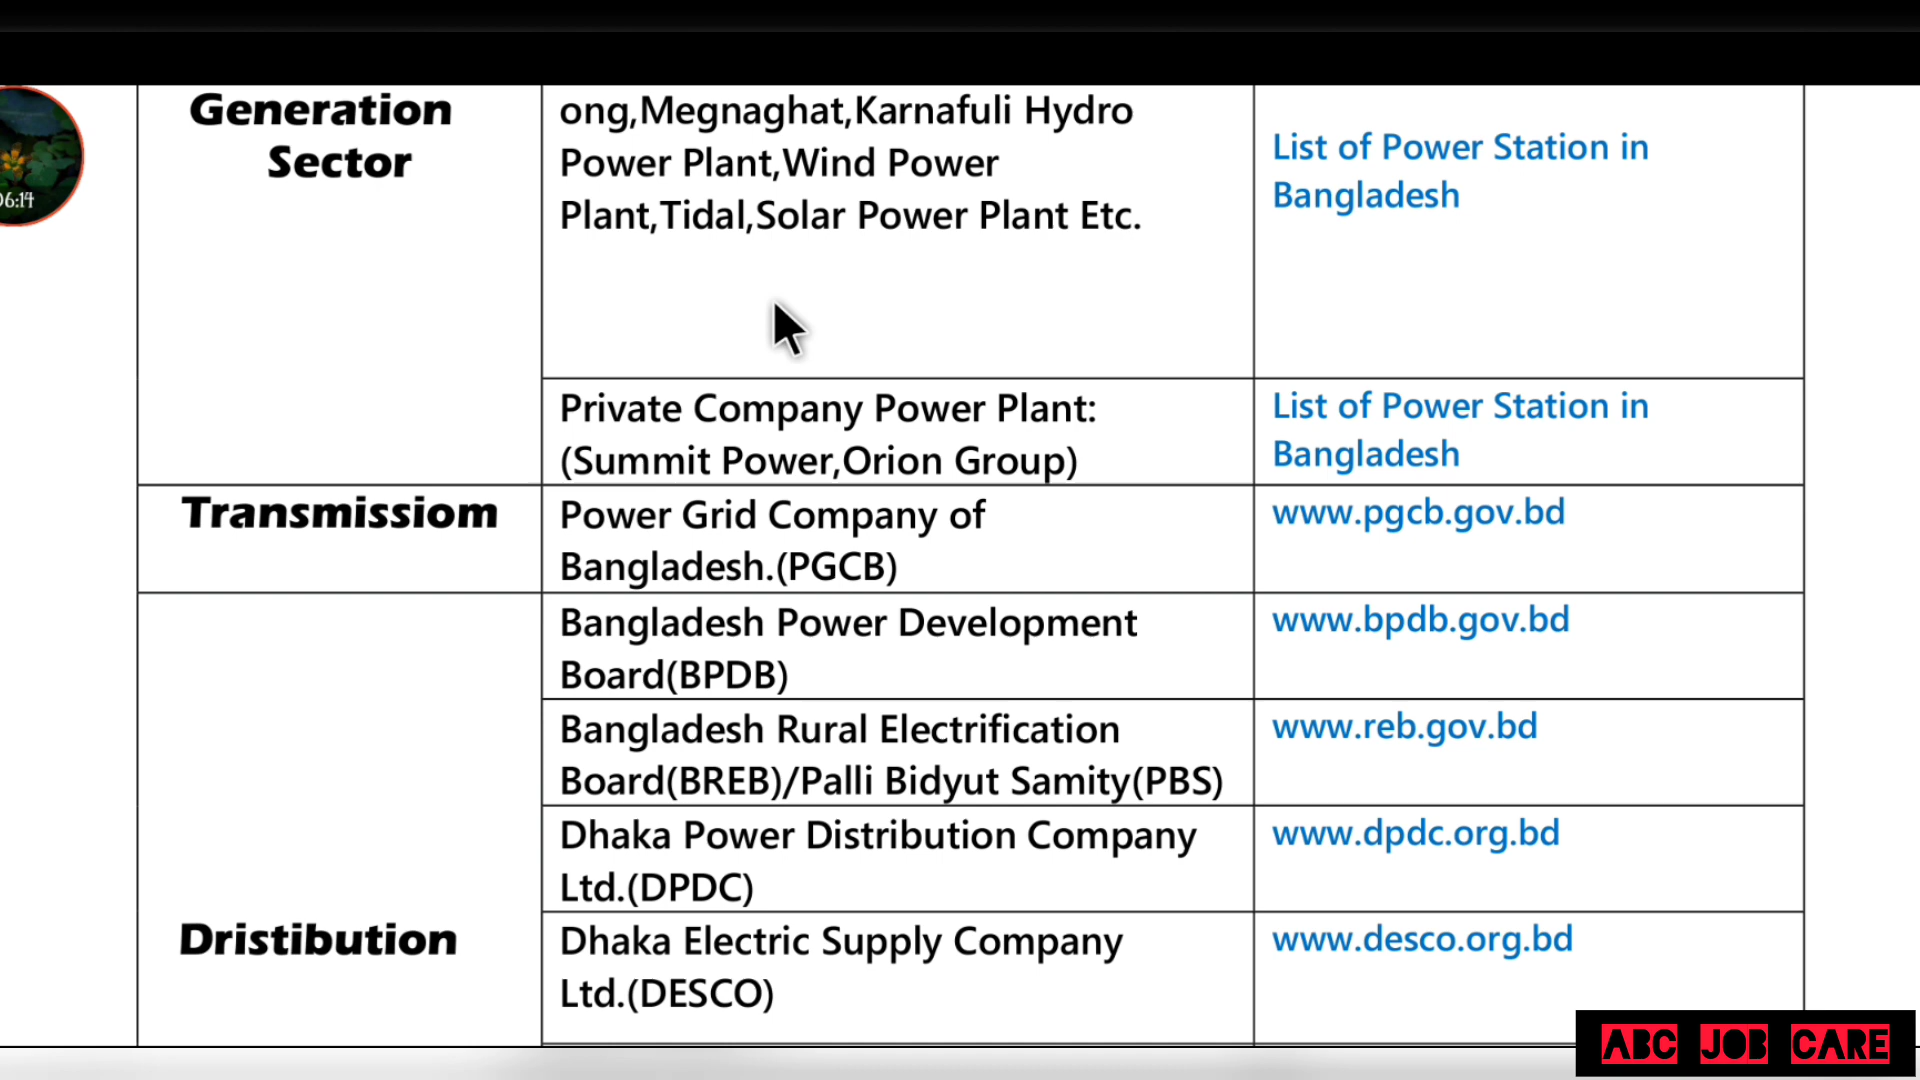 Generation
Sector
ong,Megnaghat,Karnafuli Hydro
Power Plant,Wind Power
Plant,Tidal,Solar Power Plant Etc.
List of Power Station in
Bangladesh
06:14
Private Company Power Plant:
(Summit Power,Orion Group)
List of Power Station in
Bangladesh
Transmissiom
Power Grid Company of
Bangladesh.(PGCB)
www.pgcb.gov.bd
Bangladesh Power Development
Board(BPDB)
www.bpdb.gov.bd
Bangladesh Rural Electrification
Board(BREB)/Palli Bidyut Samity(PBS)
www.reb.gov.bd
Dhaka Power Distribution Company
Ltd.(DPDC)
www.dpdc.org.bd
Dristibution
Dhaka Electric Supply Company
Ltd.(DESCO)
www.desco.org.bd
ABC JOB CARE